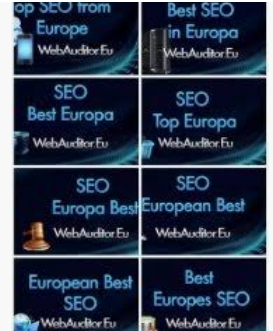 op SEO from
Europe
WebAuditor.Eu
Best SEO
in Europa
WebAuditor.Eu
SEO
Best Europa
WebAuditor.Eu
SEO
Top Europa
WebAuditor.Eu
SEO
Europa Best
WebAuditor.Eu
SEO
European Best
WebAuditor.Eu
European Best
SEO
WebAuditor.Eu
Best
Europes SEO
WebAuditor.Eu